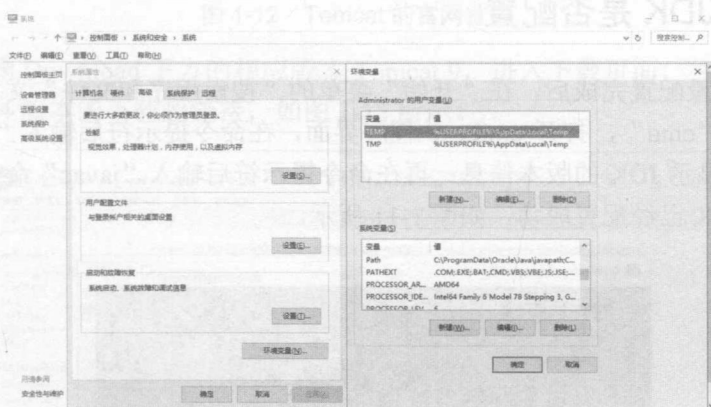 系统
控制面板 › 系统和安全 › 系统
搜索控制...
文件(F) 编辑(E) 查看(V) 工具(T) 帮助(H)
控制面板主页
设备管理器
远程设置
系统保护
高级系统设置
另请参阅
安全性与维护
系统属性
计算机名 硬件 高级 系统保护 远程
要进行大多数更改，你必须作为管理员登录。
性能
视觉效果，处理器计划，内存使用，以及虚拟内存
设置(S)...
用户配置文件
与登录帐户相关的桌面设置
设置(E)...
启动和故障恢复
系统启动、系统故障和调试信息
设置(T)...
环境变量(N)...
确定 取消 应用(A)
环境变量
Administrator 的用户变量(U)
变量 值
TEMP %USERPROFILE%\AppData\Local\Temp
TMP %USERPROFILE%\AppData\Local\Temp
新建(N)... 编辑(E)... 删除(D)
系统变量(S)
变量 值
Path C:\ProgramData\Oracle\Java\javapath;C...
PATHEXT .COM;.EXE;.BAT;.CMD;.VBS;.VBE;.JS;.JSE;...
PROCESSOR_AR... AMD64
PROCESSOR_IDE... Intel64 Family 6 Model 78 Stepping 3, G...
PROCESSOR_LEV... 6
新建(W)... 编辑(I)... 删除(L)
确定 取消